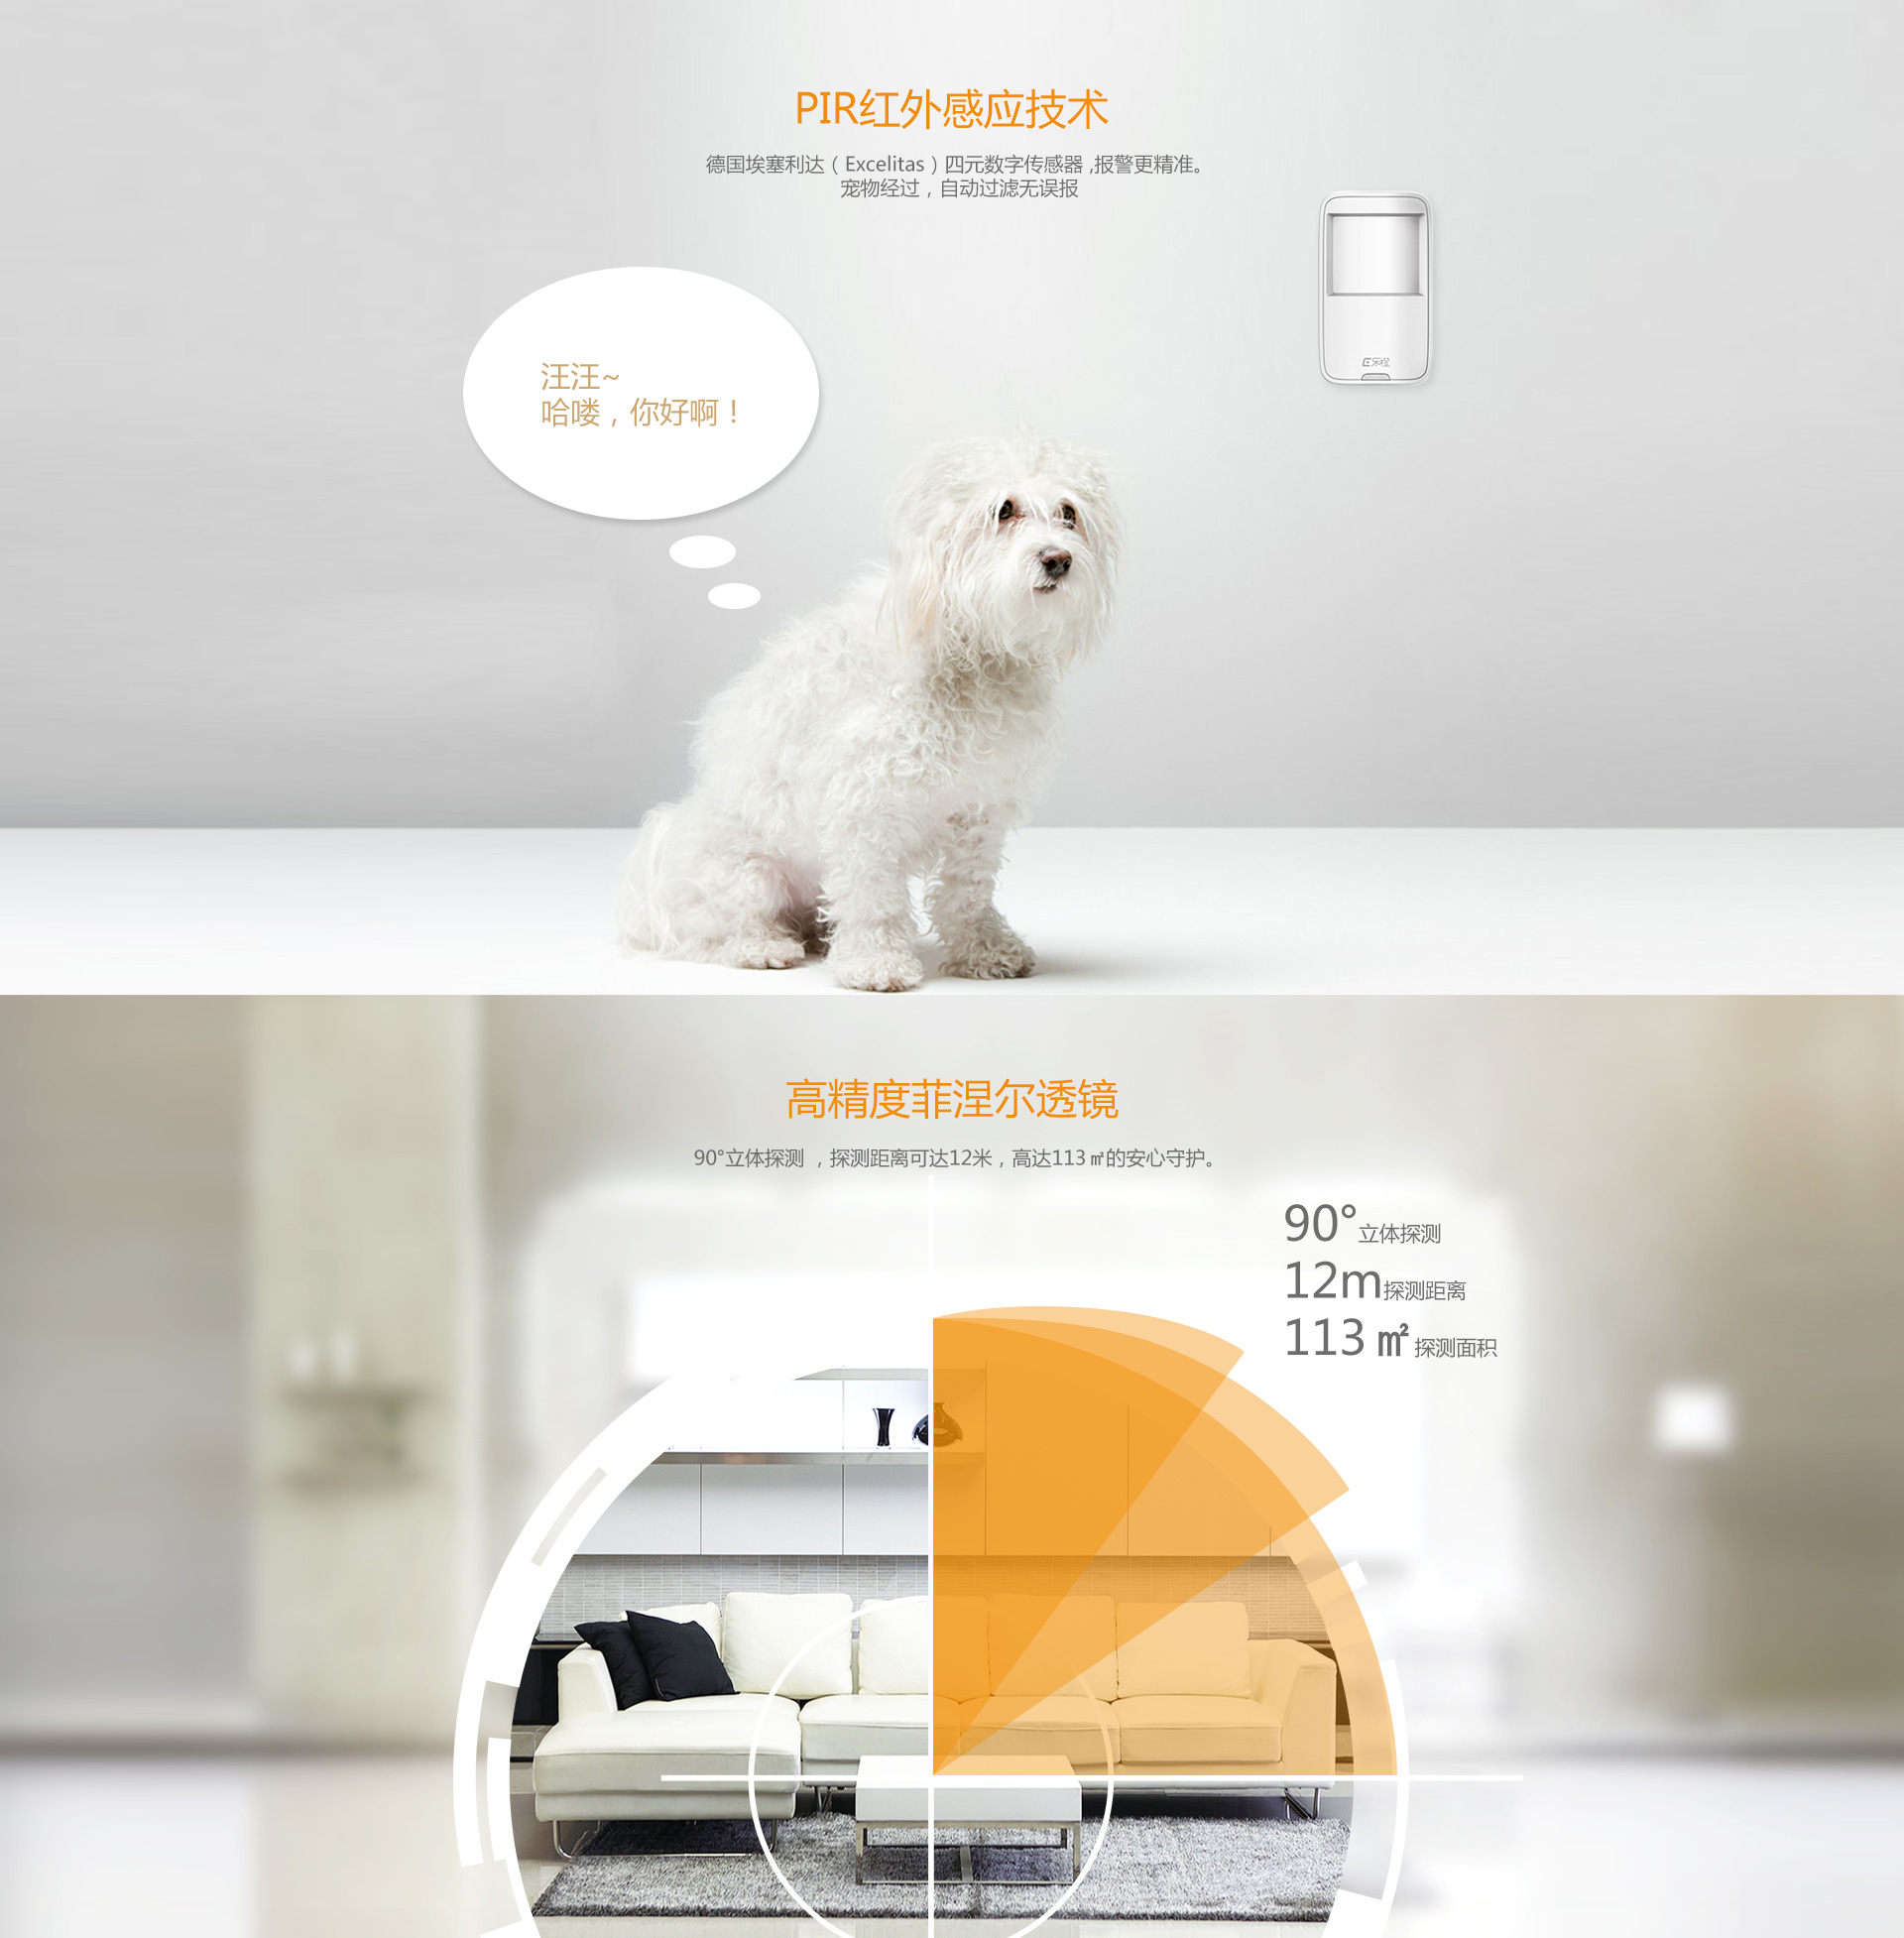 PIR红外感应技术
德国埃塞利达（Excelitas）四元数字传感器,报警更精准。
宠物经过，自动过滤无误报
乐橙
汪汪~
哈喽，你好啊！
高精度菲涅尔透镜
90°立体探测 ，探测距离可达12米，高达113㎡的安心守护。
90°立体探测
12m探测距离
113㎡探测面积